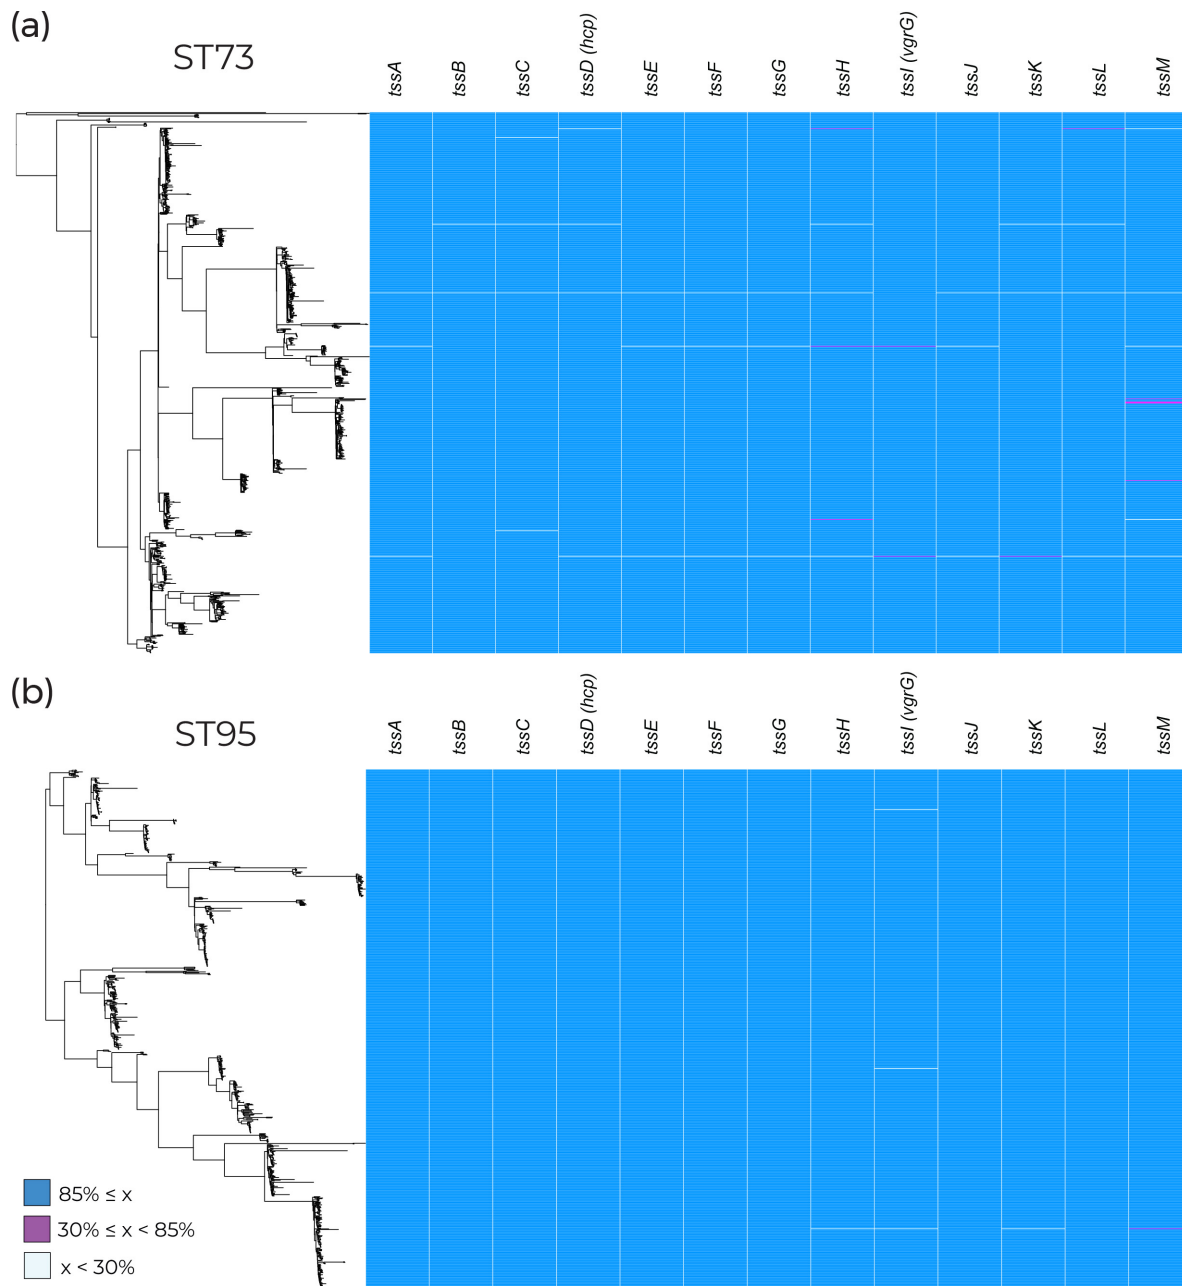 (a)
ST73
tssA tssB tssC tssD (hcp) tssE tssF tssG tssH tssI (vgrG) tssJ tssK tssL tssM
(b)
ST95
tssA tssB tssC tssD (hcp) tssE tssF tssG tssH tssI (vgrG) tssJ tssK tssL tssM
85% ≤ x
30% ≤ x < 85%
x < 30%